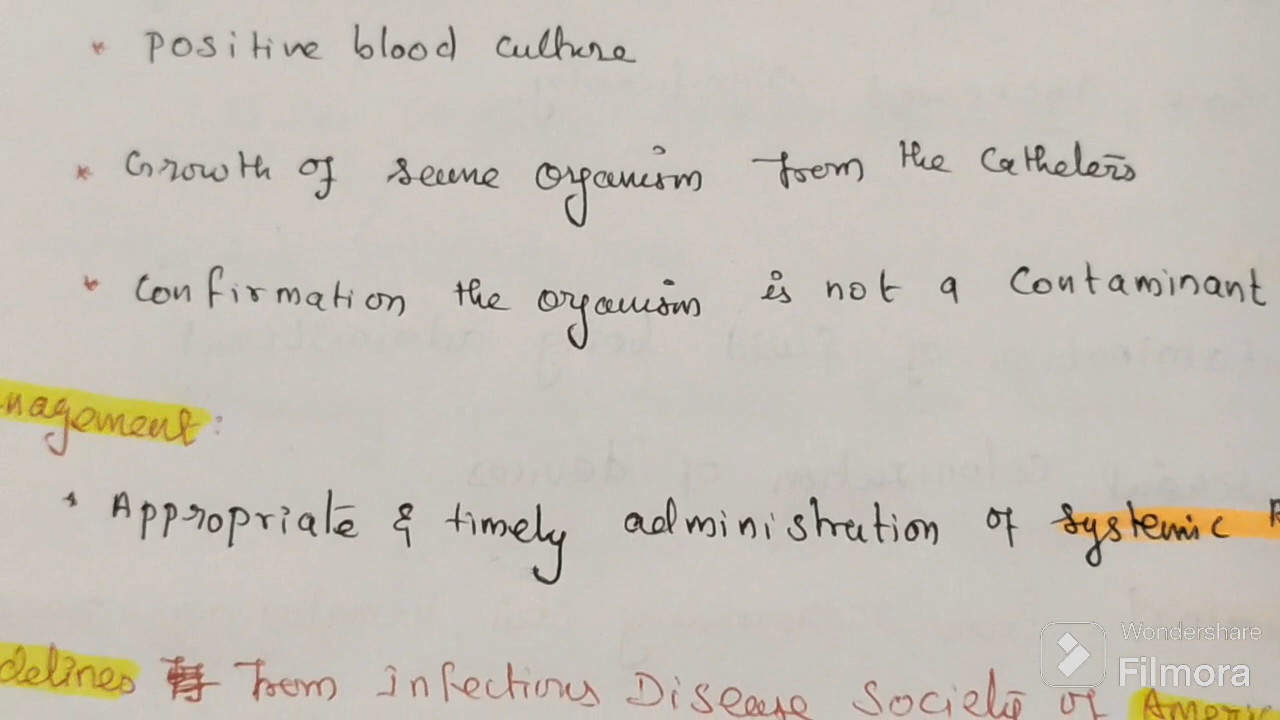 * Positive blood culture
* Growth of same organism from the catheters
* Confirmation the organism is not a contaminant
nagement:
* Appropriate & timely administration of systemic
delines from infectious Disease Society of Americ
Wondershare
Filmora